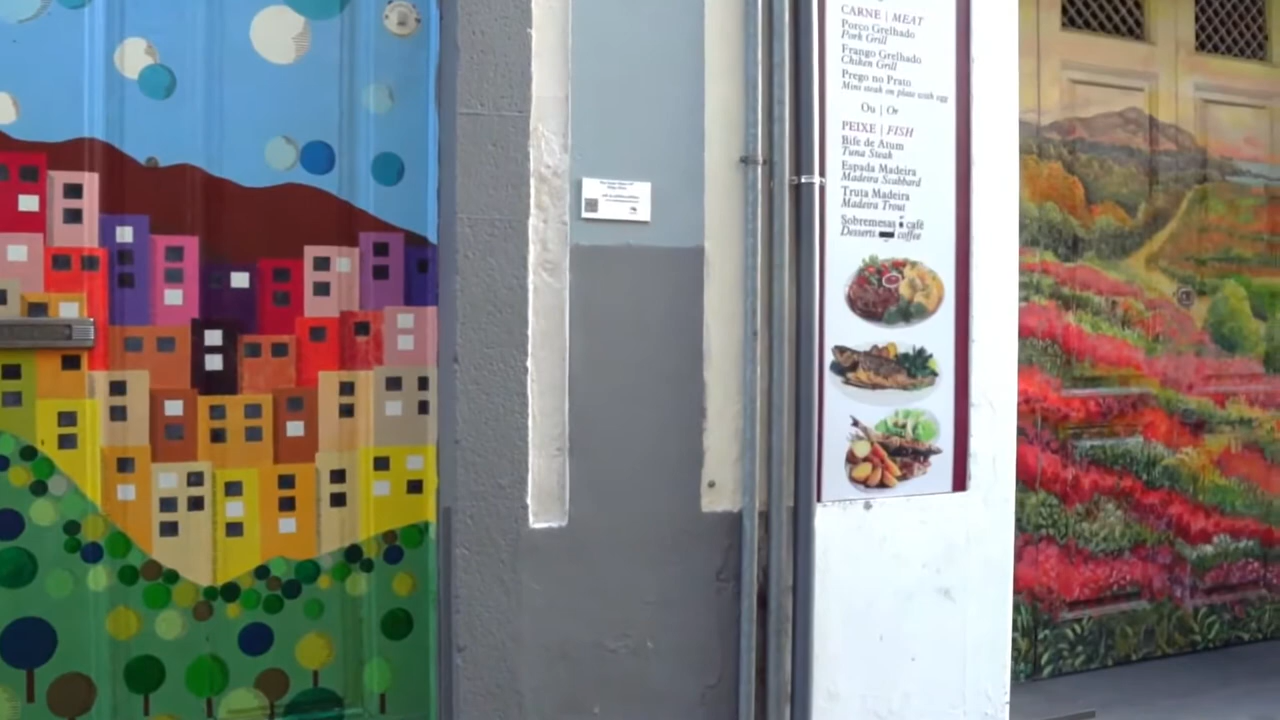 CARNE | MEAT
Porco Grelhado
Pork Grill
Frango Grelhado
Chiken Grill
Prego no Prato
Mini steak on plate with egg
Ou | Or
PEIXE | FISH
Bife de Atum
Tuna Steak
Espada Madeira
Madeira Scabbard
Truta Madeira
Madeira Trout
Sobremesas café
Desserts coffee